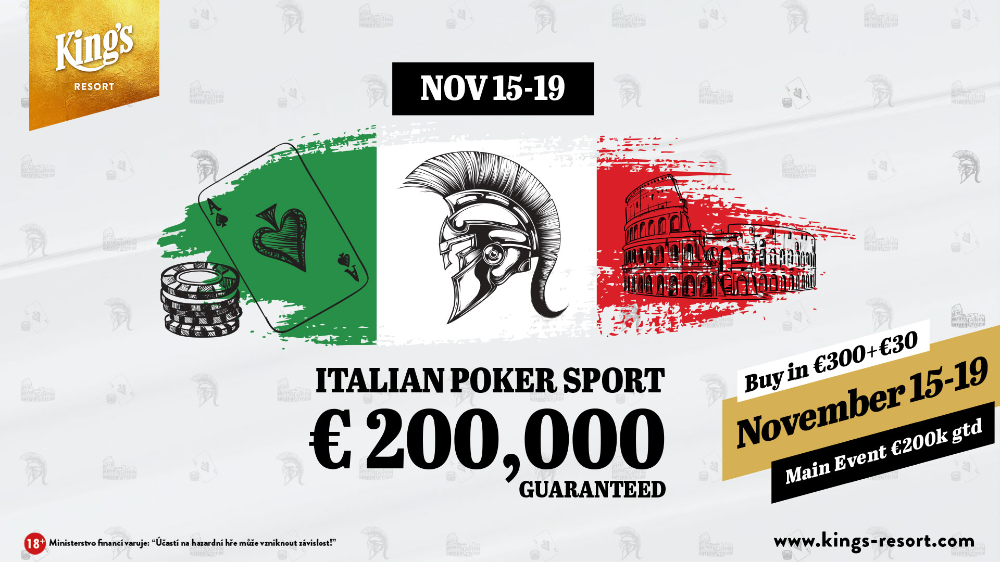 King's
RESORT
NOV 15-19
A
A
ITALIAN POKER SPORT
€ 200,000
GUARANTEED
Buy in €300+€30
November 15-19
Main Event €200k gtd
18+ Ministerstvo financí varuje: “Účastí na hazardní hře může vzniknout závislost!”
www.kings-resort.com